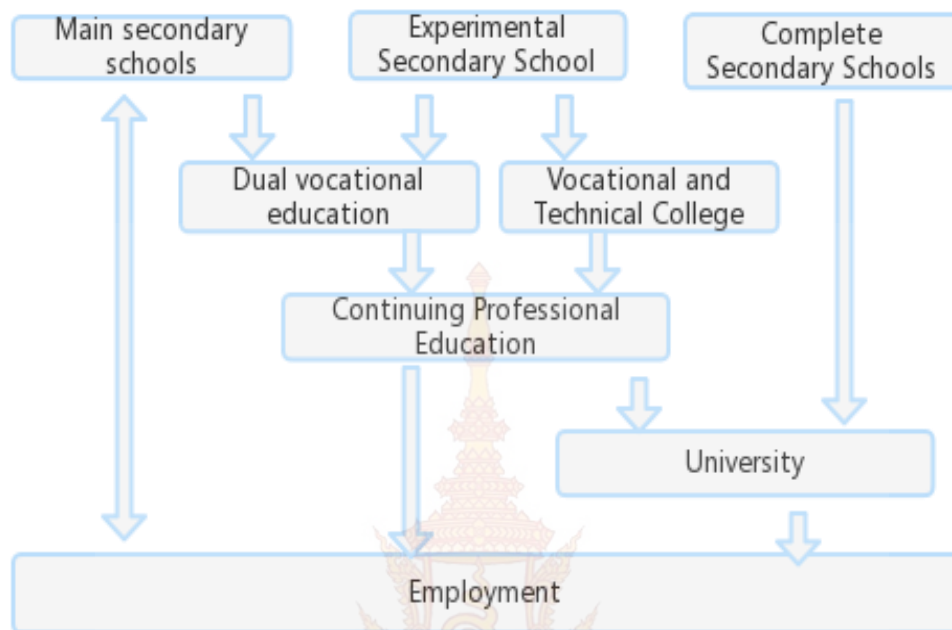 Main secondary
schools
Experimental
Secondary School
Complete
Secondary Schools
Dual vocational
education
Vocational and
Technical College
Continuing Professional
Education
University
Employment